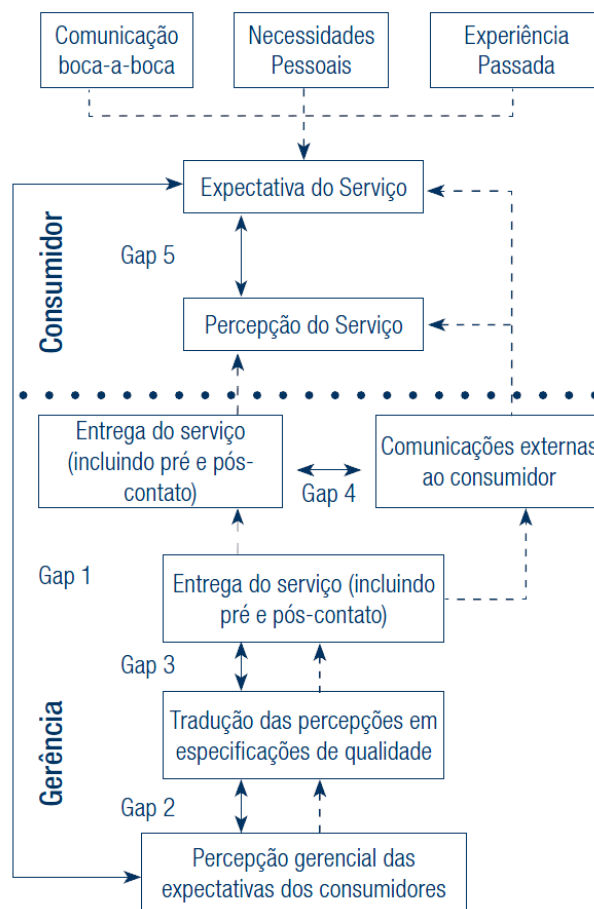 Comunicação
boca-a-boca
Necessidades
Pessoais
Experiência
Passada
Expectativa do Serviço
Consumidor
Gap 5
Percepção do Serviço
Entrega do serviço
(incluindo pré e pós-
contato)
Gap 4
Comunicações externas
ao consumidor
Gap 1
Entrega do serviço (incluindo
pré e pós-contato)
Gap 3
Gerência
Tradução das percepções em
especificações de qualidade
Gap 2
Percepção gerencial das
expectativas dos consumidores